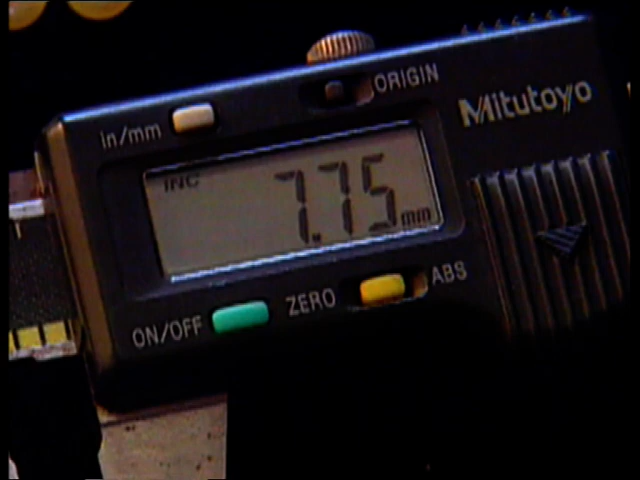 ORIGIN
Mitutoyo
in/mm
INC
7.75 mm
ON/OFF
ZERO
ABS